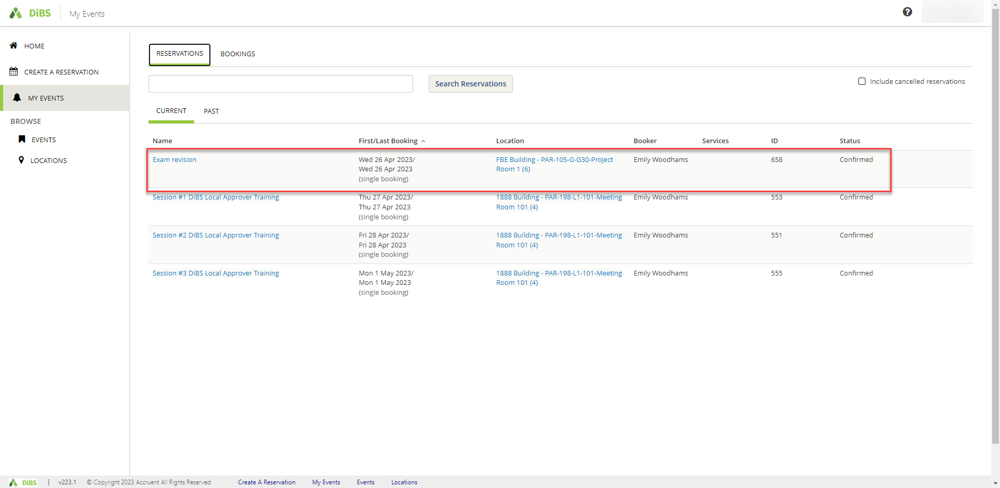 DiBS
My Events
HOME
CREATE A RESERVATION
MY EVENTS
BROWSE
EVENTS
LOCATIONS
RESERVATIONS BOOKINGS
Search Reservations
Include cancelled reservations
CURRENT PAST
Name First/Last Booking Location Booker Services ID Status
Exam revision Wed 26 Apr 2023/ FBE Building - PAR-105-G-G30-Project Emily Woodhams 658 Confirmed
Wed 26 Apr 2023 Room 1 (6)
(single booking)
Session #1 DiBS Local Approver Training Thu 27 Apr 2023/ 1888 Building - PAR-198-L1-101-Meeting Emily Woodhams 553 Confirmed
Thu 27 Apr 2023 Room 101 (4)
(single booking)
Session #2 DiBS Local Approver Training Fri 28 Apr 2023/ 1888 Building - PAR-198-L1-101-Meeting Emily Woodhams 551 Confirmed
Fri 28 Apr 2023 Room 101 (4)
(single booking)
Session #3 DiBS Local Approver Training Mon 1 May 2023/ 1888 Building - PAR-198-L1-101-Meeting Emily Woodhams 555 Confirmed
Mon 1 May 2023 Room 101 (4)
(single booking)
DiBS | v223.1 © Copyright 2023 Accruent All Rights Reserved Create A Reservation My Events Events Locations